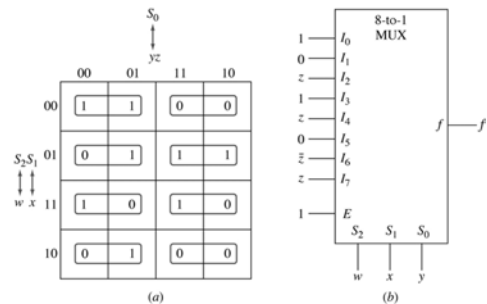 S0
yz
00 01 11 10
00 1 1 0 0
01 0 1 1 1
S2S1
w x
11 1 0 1 0
10 0 1 0 0
(a)
8-to-1
MUX
1 I0
0 I1
z I2
1 I3
z I4
0 I5
z̄ I6
z I7
f f
1 E
S2 S1 S0
w x y
(b)